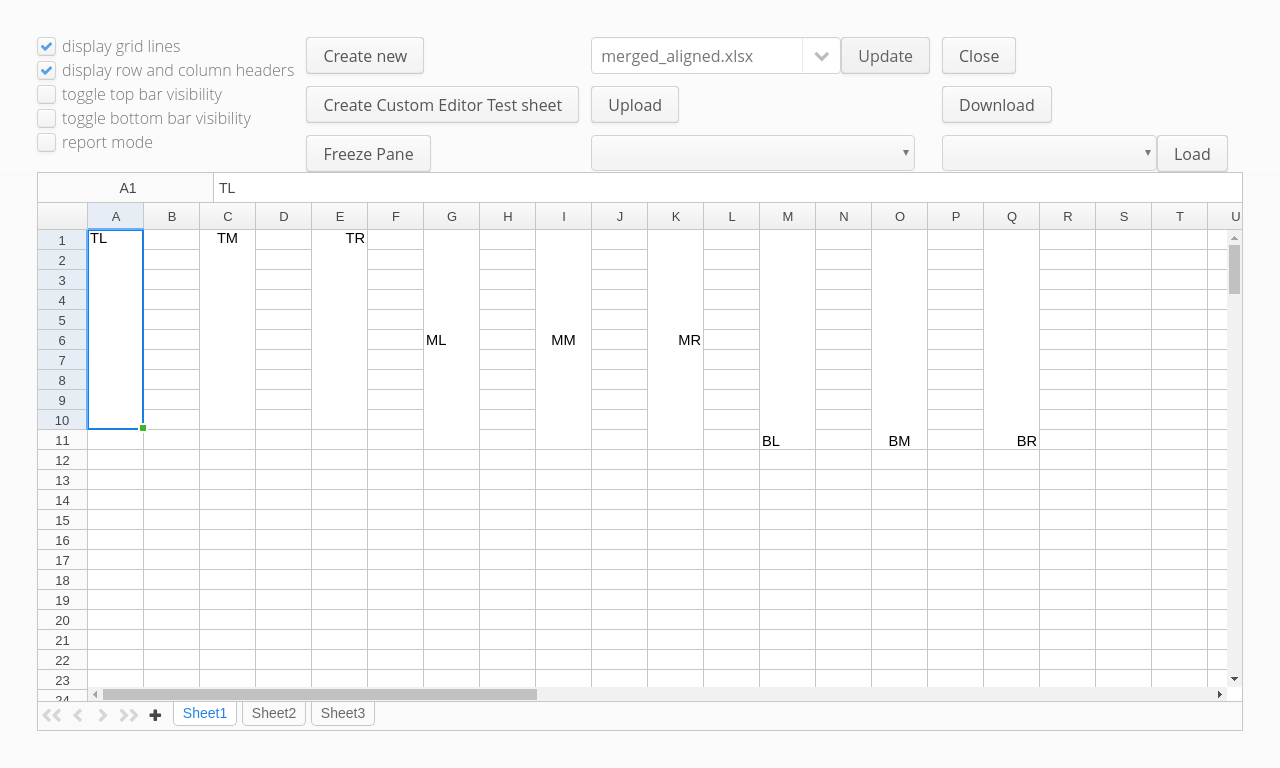 display grid lines
display row and column headers
toggle top bar visibility
toggle bottom bar visibility
report mode
Create new
merged_aligned.xlsx
Update
Close
Create Custom Editor Test sheet
Upload
Download
Freeze Pane
Load
A1 TL
A B C D E F G H I J K L M N O P Q R S T U
1 TL TM TR
2
3
4
5
6 ML MM MR
7
8
9
10
11 BL BM BR
12
13
14
15
16
17
18
19
20
21
22
23
24
Sheet1 Sheet2 Sheet3